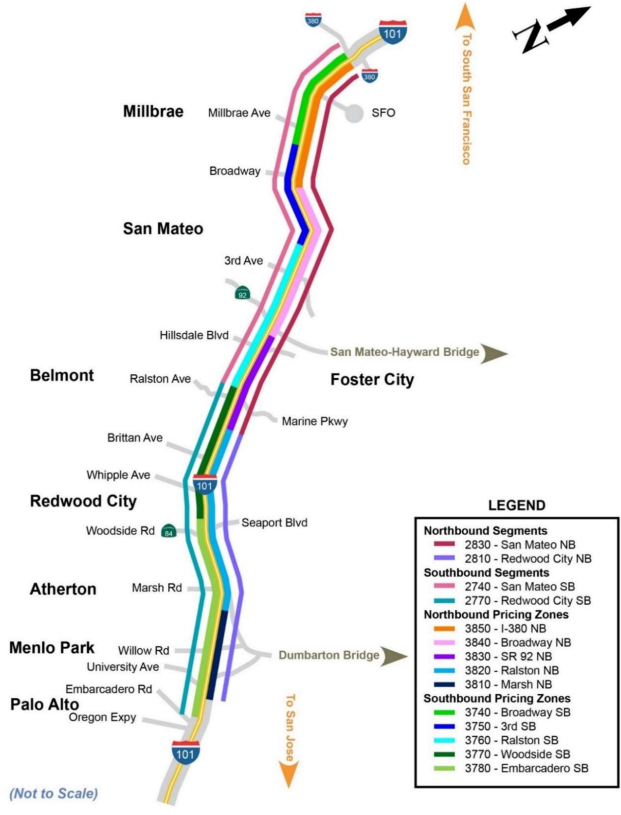 380
101
N
To South San Francisco
380
Millbrae
Millbrae Ave
SFO
Broadway
San Mateo
3rd Ave
92
Hillsdale Blvd
San Mateo-Hayward Bridge
Belmont
Ralston Ave
Foster City
Marine Pkwy
Brittan Ave
Whipple Ave
101
Redwood City
Woodside Rd
84
Seaport Blvd
Atherton
Marsh Rd
Menlo Park
Willow Rd
Dumbarton Bridge
University Ave
Embarcadero Rd
Palo Alto
Oregon Expy
To San Jose
101
(Not to Scale)
LEGEND
Northbound Segments
2830 - San Mateo NB
2810 - Redwood City NB
Southbound Segments
2740 - San Mateo SB
2770 - Redwood City SB
Northbound Pricing Zones
3850 - I-380 NB
3840 - Broadway NB
3830 - SR 92 NB
3820 - Ralston NB
3810 - Marsh NB
Southbound Pricing Zones
3740 - Broadway SB
3750 - 3rd SB
3760 - Ralston SB
3770 - Woodside SB
3780 - Embarcadero SB